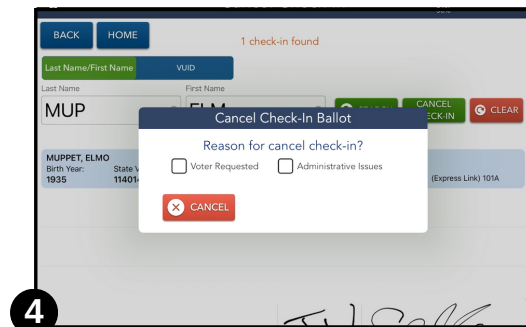 BACK
HOME
1 check-in found
Last Name/First Name
VUID
Last Name
First Name
MUP
CANCEL
CLEAR
Cancel Check-In Ballot
Reason for cancel check-in?
Voter Requested
Administrative Issues
MUPPET, ELMO
Birth Year:
State V
1935
11401
(Express Link) 101A
CANCEL
4